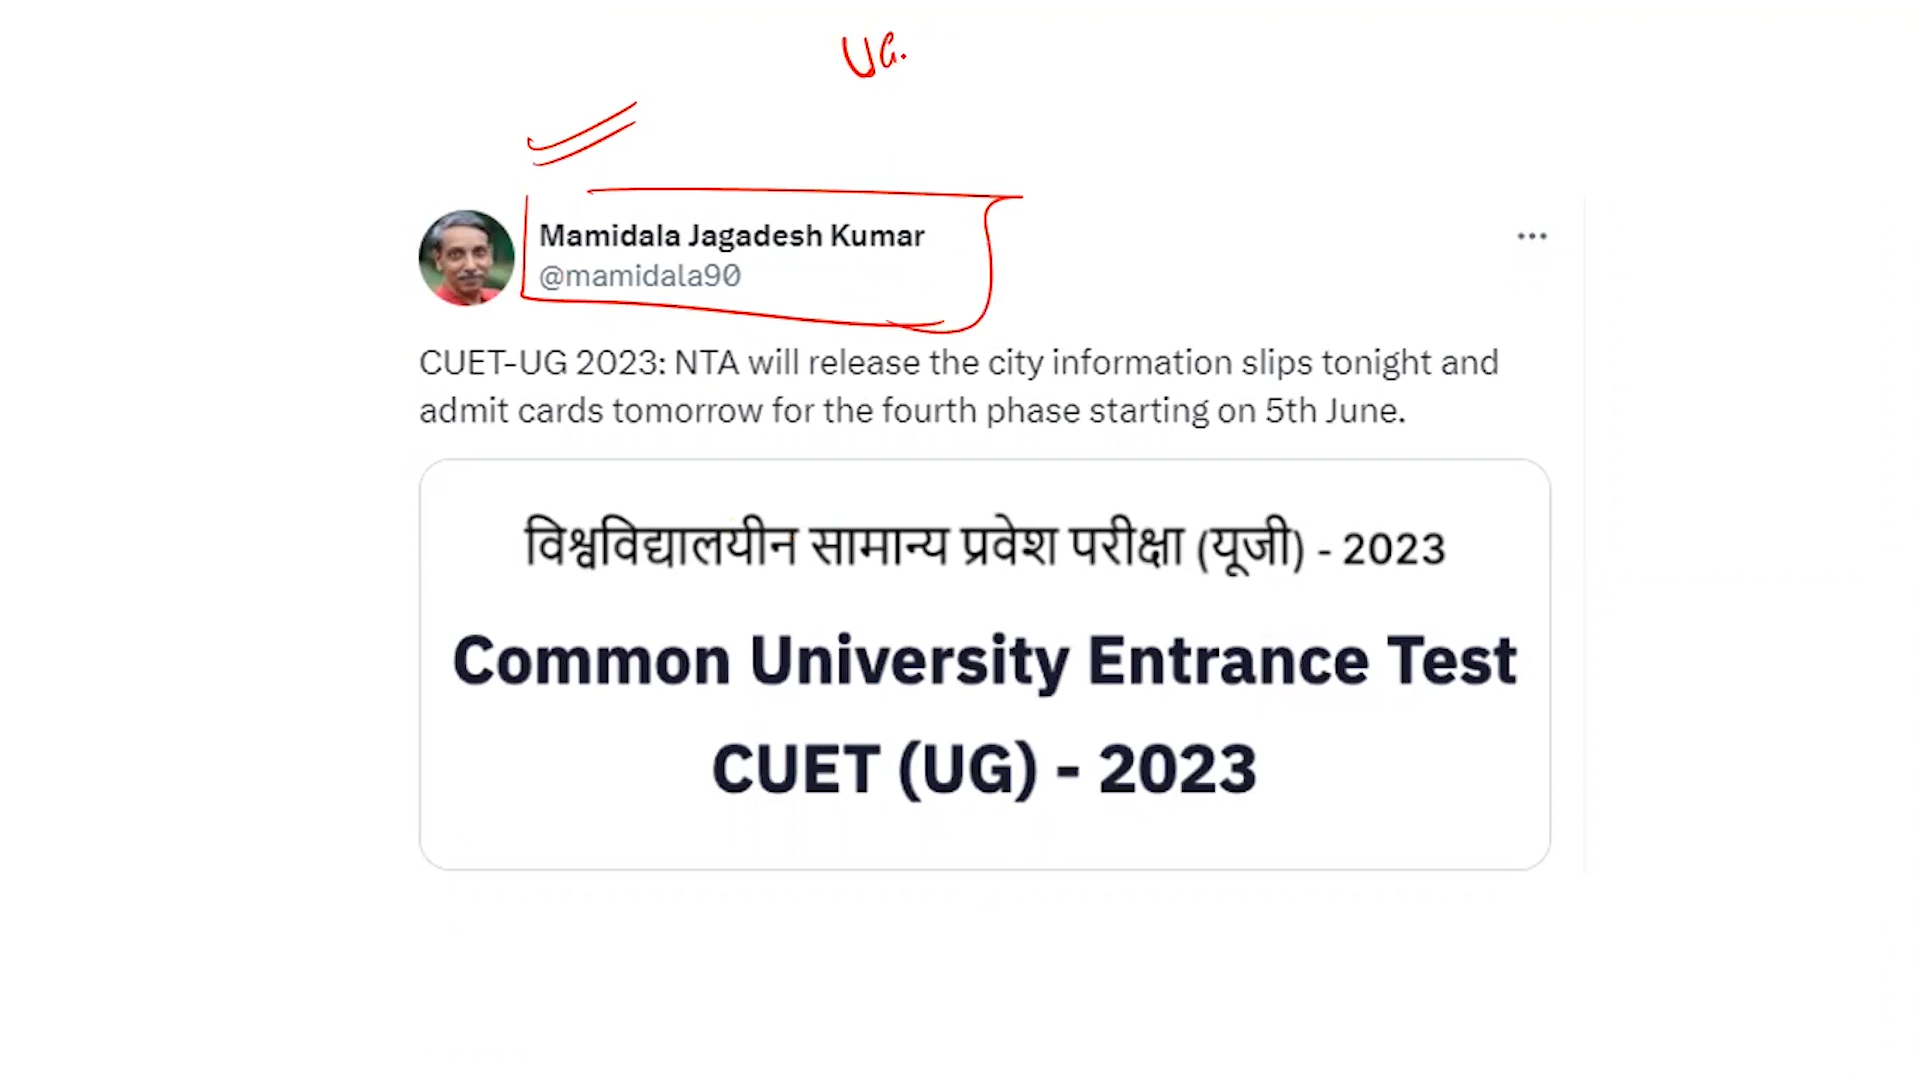 UG.
Mamidala Jagadesh Kumar
@mamidala90
CUET-UG 2023: NTA will release the city information slips tonight and
admit cards tomorrow for the fourth phase starting on 5th June.
विश्वविद्यालयीन सामान्य प्रवेश परीक्षा (यूजी) - 2023
Common University Entrance Test
CUET (UG) - 2023